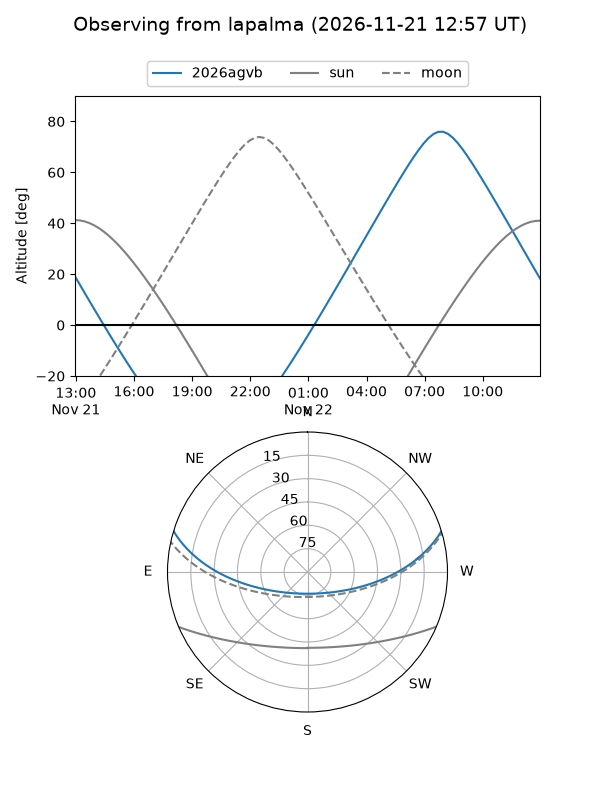 Observing from lapalma (2026-11-21 12:57 UT)
2026agvb sun moon
Altitude [deg]
80
60
40
20
0
−20
13:00 16:00 19:00 22:00 01:00 04:00 07:00 10:00
Nov 21 Nov 22
N
NE NW
15
30
45
60
75
E W
SE SW
S